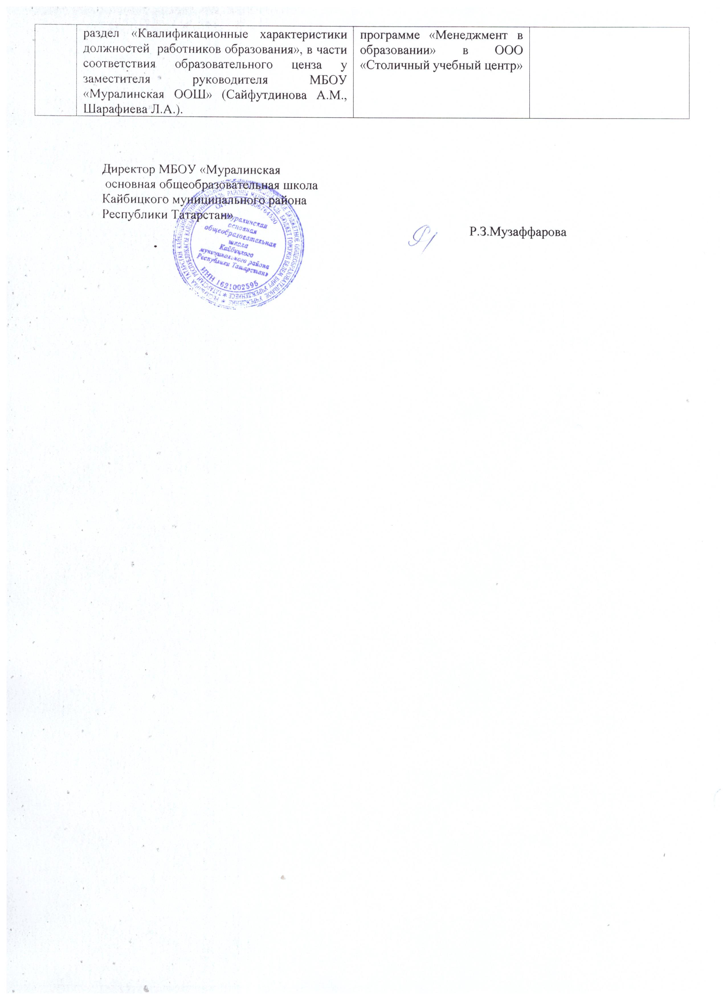 раздел «Квалификационные характеристики
должностей работников образования», в части
соответствия образовательного ценза у
заместителя руководителя МБОУ
«Муралинская ООШ» (Сайфутдинова А.М.,
Шарафиева Л.А.).
программе «Менеджмент в
образовании» в ООО
«Столичный учебный центр»
Директор МБОУ «Муралинская
основная общеобразовательная школа
Кайбицкого муниципального района
Республики Татарстан»
Р.З.Музаффарова
«Муралинская
основная
общеобразовательная
школа
Кайбицкого
муниципального района
Республики Татарстан»
ИНН 1621002595